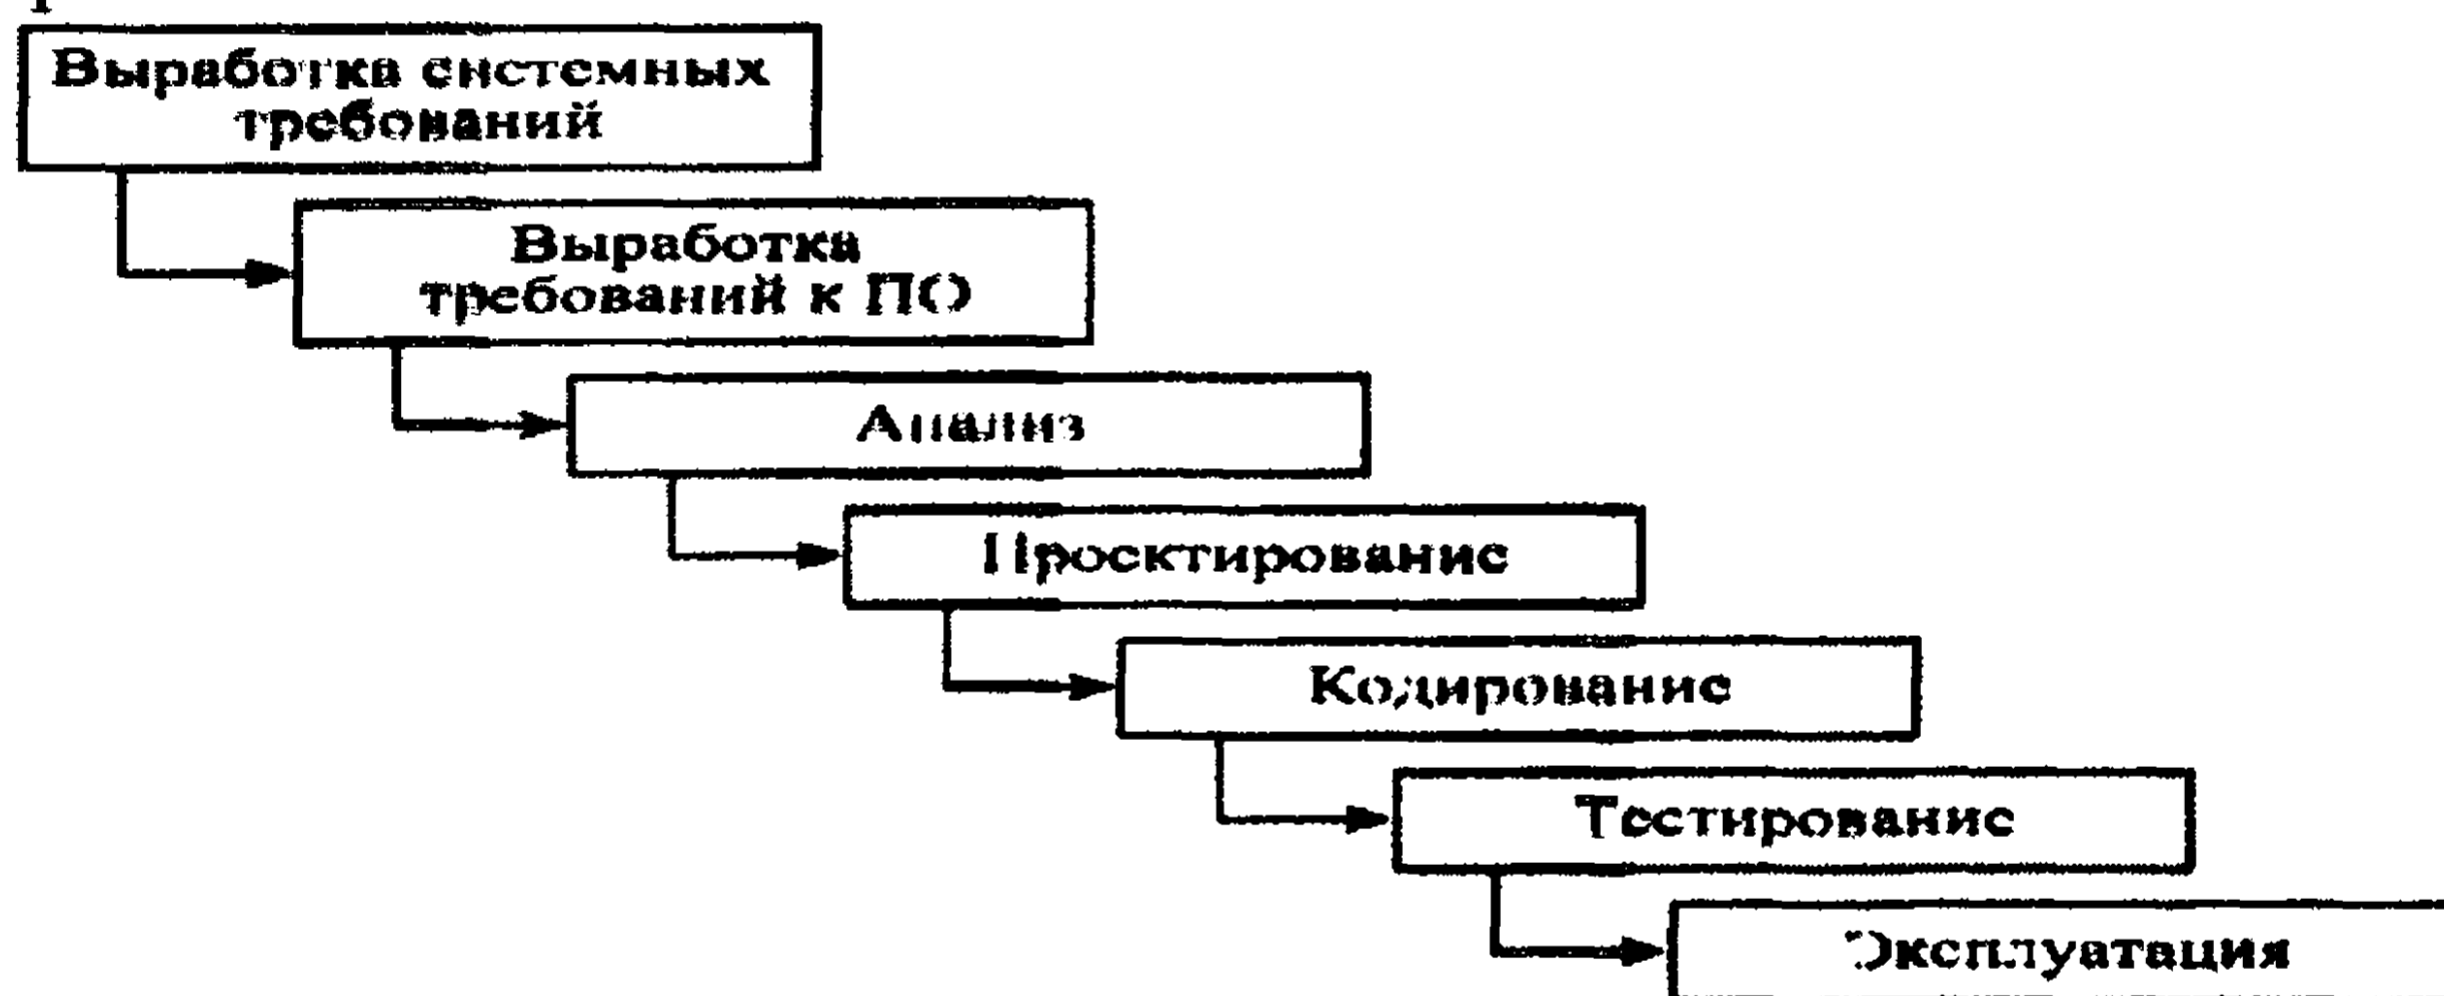 Выработка системных
требований
Выработка
требований к ПО
Анализ
Проектирование
Кодирование
Тестирование
Эксплуатация